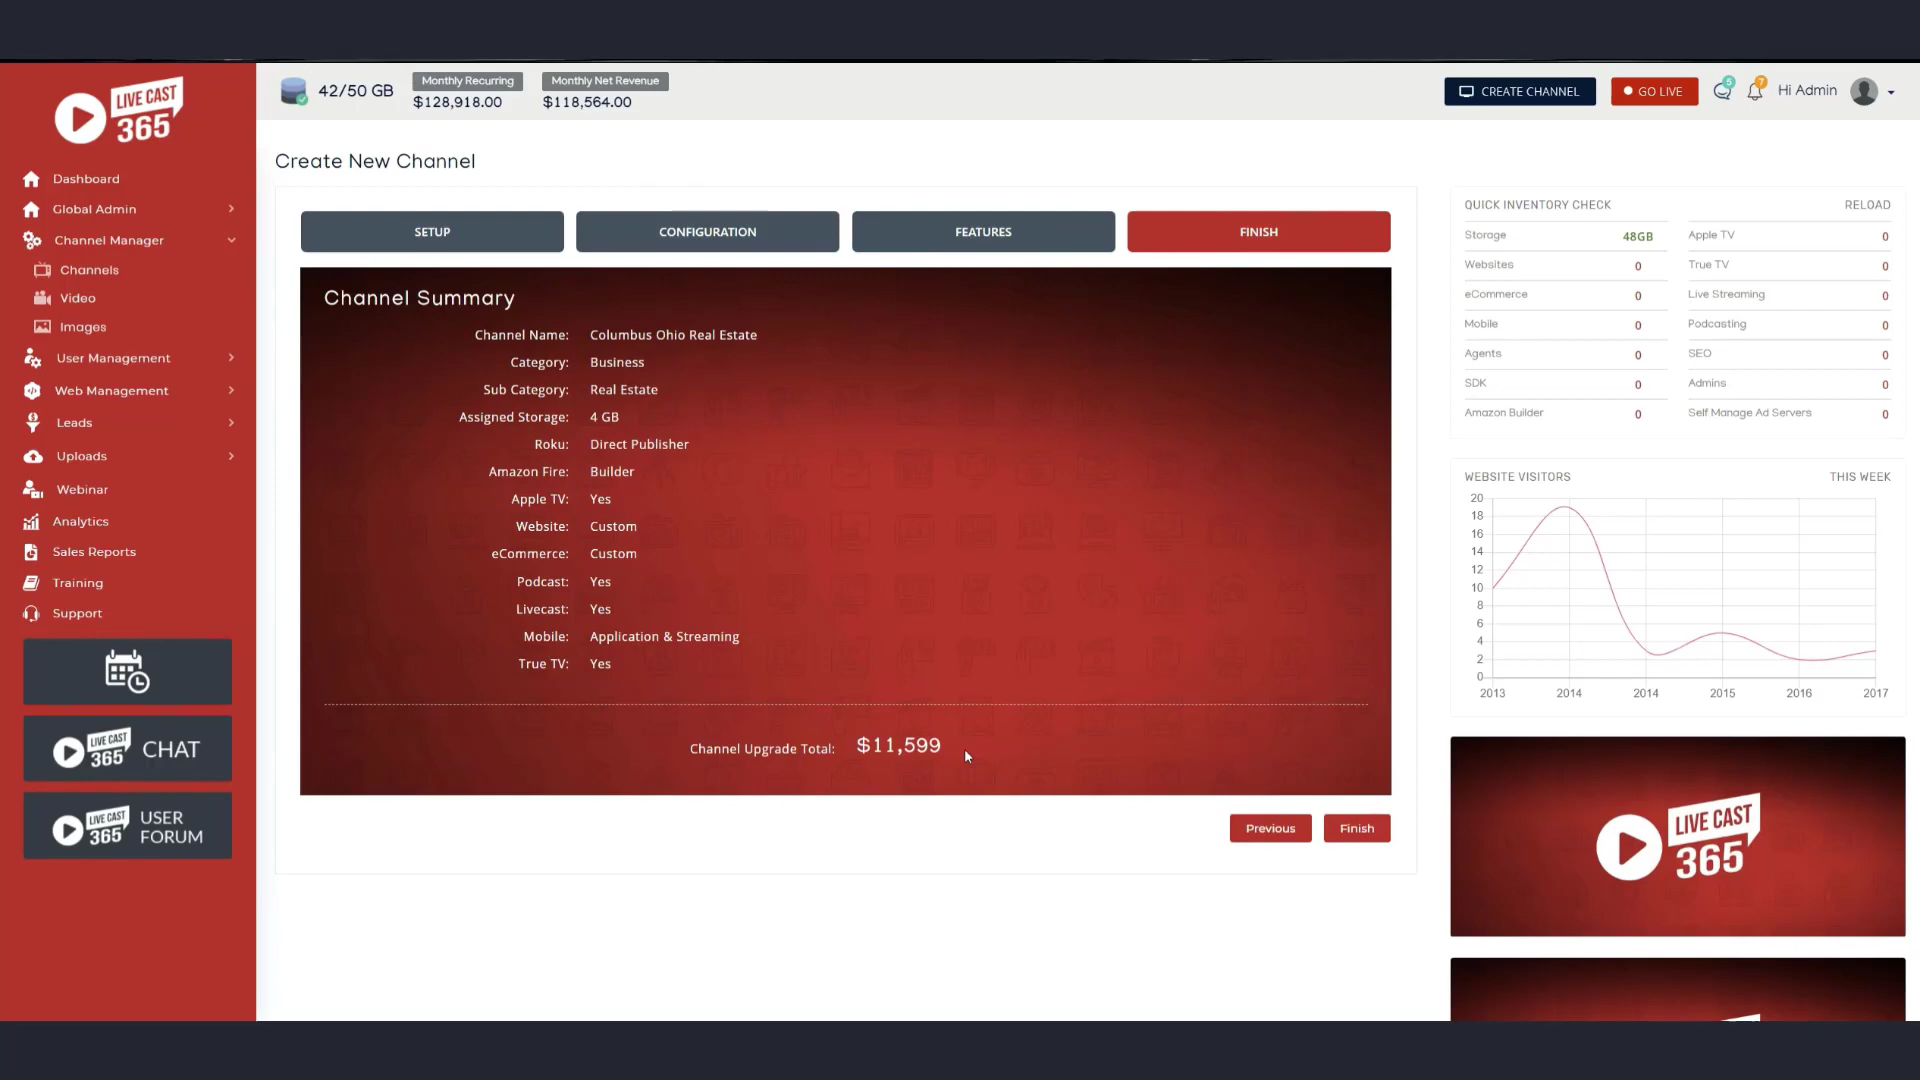 LIVE CAST
365
42/50 GB
Monthly Recurring
$128,918.00
Monthly Net Revenue
$118,564.00
CREATE CHANNEL
GO LIVE
5
7
Hi Admin
Dashboard
Global Admin
Channel Manager
Channels
Video
Images
User Management
Web Management
Leads
Uploads
Webinar
Analytics
Sales Reports
Training
Support
LIVE CAST
365
CHAT
LIVE CAST
365
USER
FORUM
Create New Channel
SETUP
CONFIGURATION
FEATURES
FINISH
Channel Summary
Channel Name: Columbus Ohio Real Estate
Category: Business
Sub Category: Real Estate
Assigned Storage: 4 GB
Roku: Direct Publisher
Amazon Fire: Builder
Apple TV: Yes
Website: Custom
eCommerce: Custom
Podcast: Yes
Livecast: Yes
Mobile: Application & Streaming
True TV: Yes
Channel Upgrade Total: $11,599
Previous
Finish
QUICK INVENTORY CHECK RELOAD
Storage 48GB Apple TV 0
Websites 0 True TV 0
eCommerce 0 Live Streaming 0
Mobile 0 Podcasting 0
Agents 0 SEO 0
SDK 0 Admins 0
Amazon Builder 0 Self Manage Ad Servers 0
WEBSITE VISITORS THIS WEEK
20
18
16
14
12
10
8
6
4
2
0
2013 2014 2014 2015 2016 2017
LIVE CAST
365